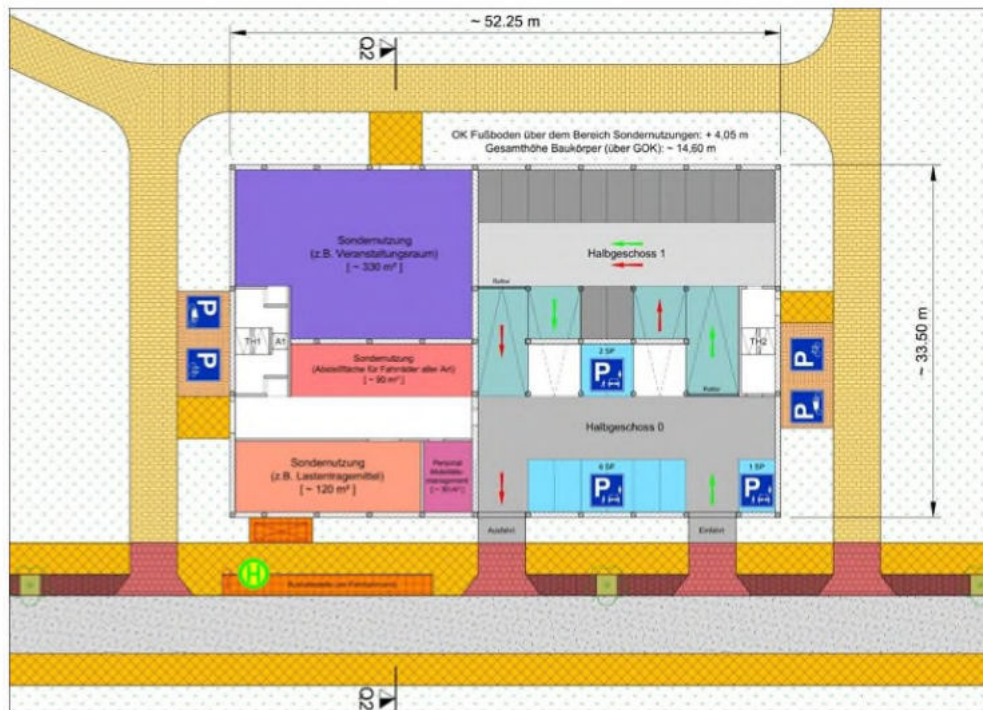 ~ 52.25 m
Q2
OK Fußboden über dem Bereich Sondernutzungen: + 4,05 m
Gesamthöhe Baukörper (über GOK): ~ 14,60 m
Sondernutzung
(z.B. Veranstaltungsraum)
[ ~ 330 m² ]
Halbgeschoss 1
~ 33.50 m
P
P
TH1
A1
TH2
P
P
Sondernutzung
(Abstellfläche für Fahrräder aller Art)
[ ~ 90 m² ]
2 SP
P
Halbgeschoss 0
Sondernutzung
(z.B. Lastentragemittel)
[ ~ 120 m² ]
Personal
6 SP
P
1 SP
P
Ausfahrt
Einfahrt
H
Q2